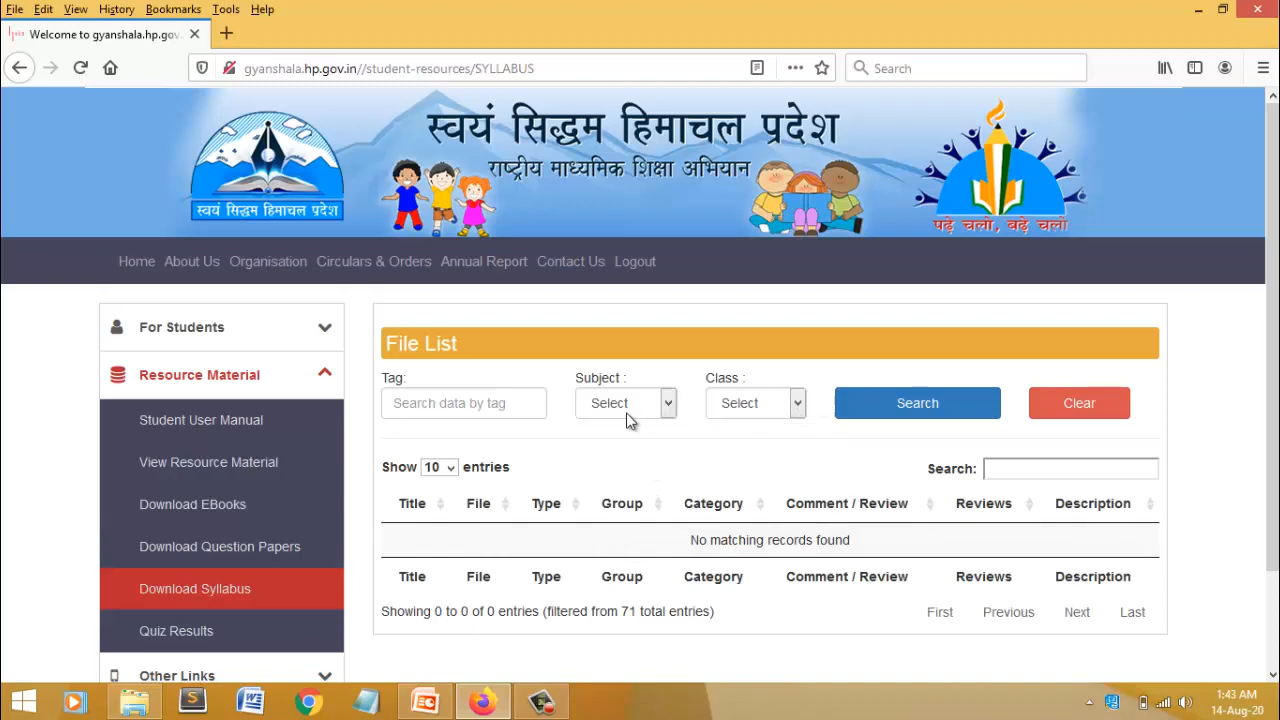 File Edit View History Bookmarks Tools Help
Welcome to gyanshala.hp.gov.
gyanshala.hp.gov.in//student-resources/SYLLABUS
Search
स्वयं सिद्धम हिमाचल प्रदेश
राष्ट्रीय माध्यमिक शिक्षा अभियान
स्वयं सिद्धम हिमाचल प्रदेश
पढ़े चलो, बढ़े चलो
Home About Us Organisation Circulars & Orders Annual Report Contact Us Logout
For Students
Resource Material
Student User Manual
View Resource Material
Download EBooks
Download Question Papers
Download Syllabus
Quiz Results
Other Links
File List
Tag: Subject : Class :
Search data by tag Select Select Search Clear
Show 10 entries Search:
Title File Type Group Category Comment / Review Reviews Description
No matching records found
Title File Type Group Category Comment / Review Reviews Description
Showing 0 to 0 of 0 entries (filtered from 71 total entries) First Previous Next Last
1:43 AM
14-Aug-20